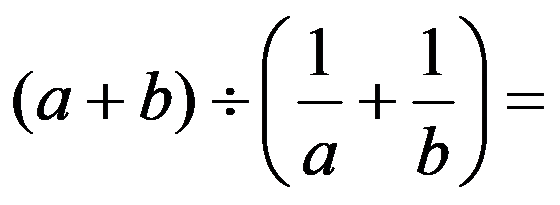 (a + b) ÷ (1/a + 1/b) =